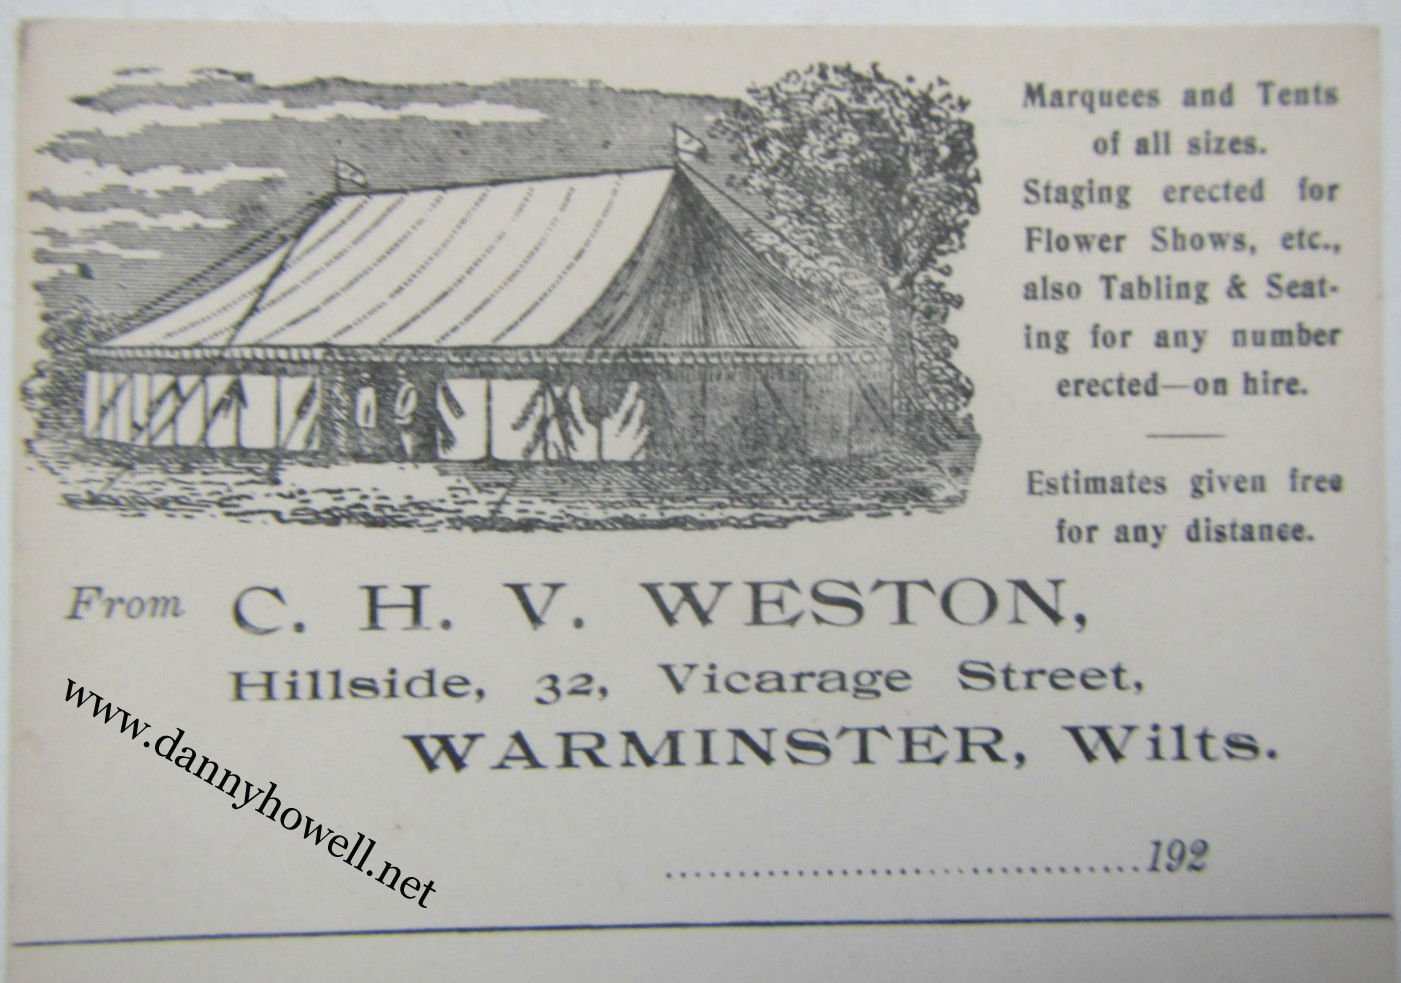 Marquees and Tents
of all sizes.
Staging erected for
Flower Shows, etc.,
also Tabling & Seat-
ing for any number
erected—on hire.
Estimates given free
for any distance.
From C. H. V. WESTON,
Hillside, 32, Vicarage Street,
WARMINSTER, Wilts.
www.dannyhowell.net
....................................192